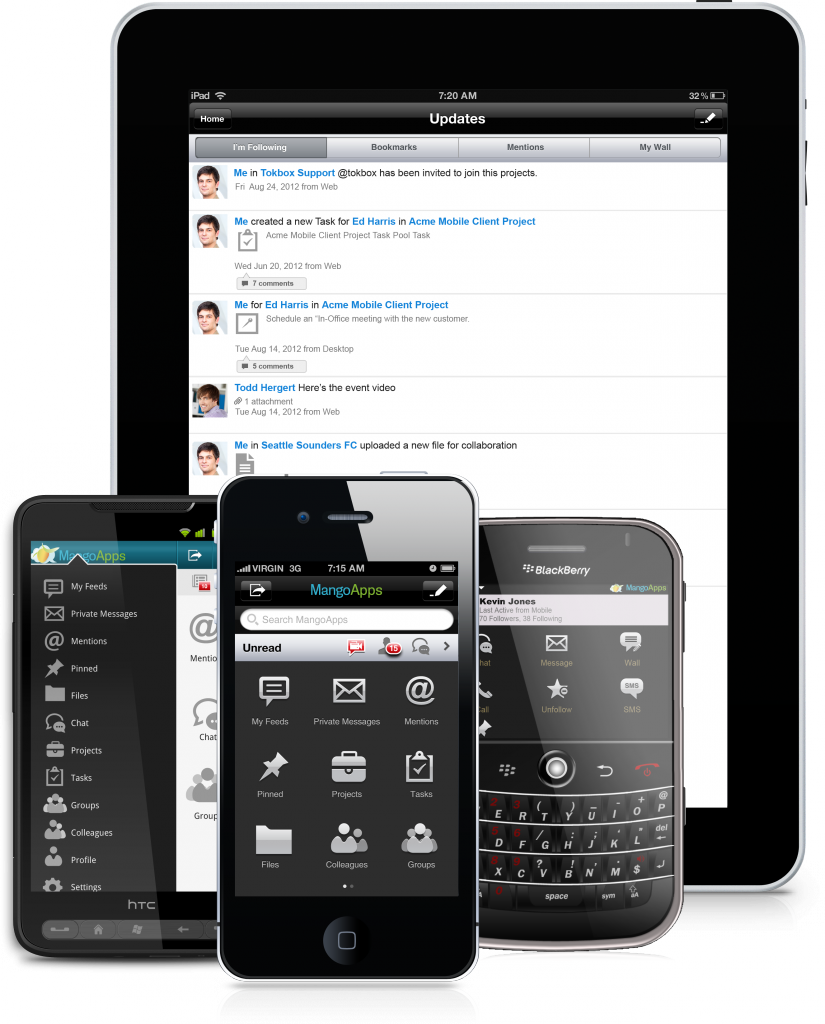 iPad
7:20 AM
32 %
Home
Updates
I'm Following
Bookmarks
Mentions
My Wall
Me in Tokbox Support @tokbox has been invited to join this projects.
Fri Aug 24, 2012 from Web
Me created a new Task for Ed Harris in Acme Mobile Client Project
Acme Mobile Client Project Task Pool Task
Wed Jun 20, 2012 from Web
7 comments
Me for Ed Harris in Acme Mobile Client Project
Schedule an “In-Office meeting with the new customer.
Tue Aug 14, 2012 from Desktop
5 comments
Todd Hergert Here's the event video
1 attachment
Tue Aug 14, 2012 from Web
Me in Seattle Sounders FC uploaded a new file for collaboration
MangoApps
My Feeds
Private Messages
Mentions
Pinned
Files
Chat
Projects
Tasks
Groups
Colleagues
Profile
Settings
10
@
Mentio
Chat
Group
htc
VIRGIN 3G
7:15 AM
MangoApps
Search MangoApps
Unread
15
My Feeds
Private Messages
@
Mentions
Pinned
Projects
Tasks
Files
Colleagues
Groups
BlackBerry
MangoApps
Kevin Jones
Last Active from Mobile
70 Followers, 38 Following
hat
Message
Wall
Call
Unfollow
SMS
SMS
E R T Y U I O P
D F G H J K L del
X C V B N M $
space
sym
aA